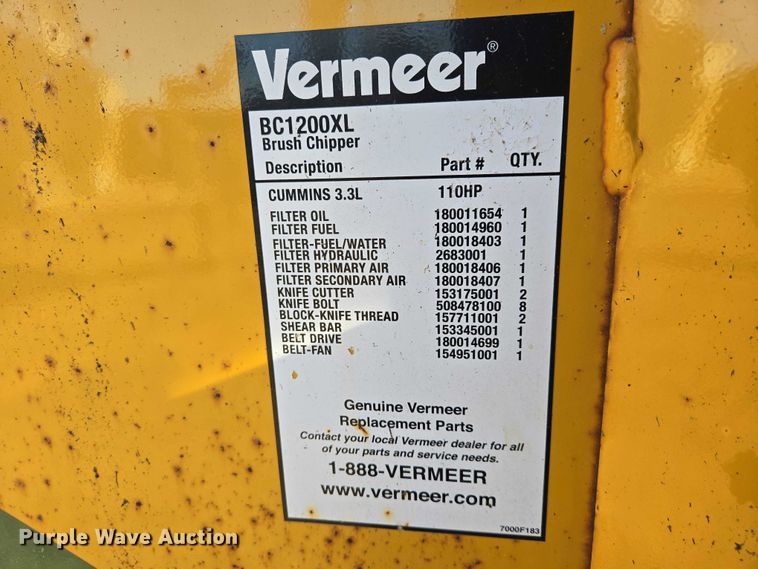 Vermeer®
BC1200XL
Brush Chipper
Description Part # QTY.
CUMMINS 3.3L 110HP
FILTER OIL 180011654 1
FILTER FUEL 180014960 1
FILTER-FUEL/WATER 180018403 1
FILTER HYDRAULIC 2683001 1
FILTER PRIMARY AIR 180018406 1
FILTER SECONDARY AIR 180018407 1
KNIFE CUTTER 153175001 2
KNIFE BOLT 508478100 8
BLOCK-KNIFE THREAD 157711001 2
SHEAR BAR 153345001 1
BELT DRIVE 180014699 1
BELT-FAN 154951001 1
Genuine Vermeer
Replacement Parts
Contact your local Vermeer dealer for all
of your parts and service needs.
1-888-VERMEER
www.vermeer.com
7000F183
Purple Wave Auction